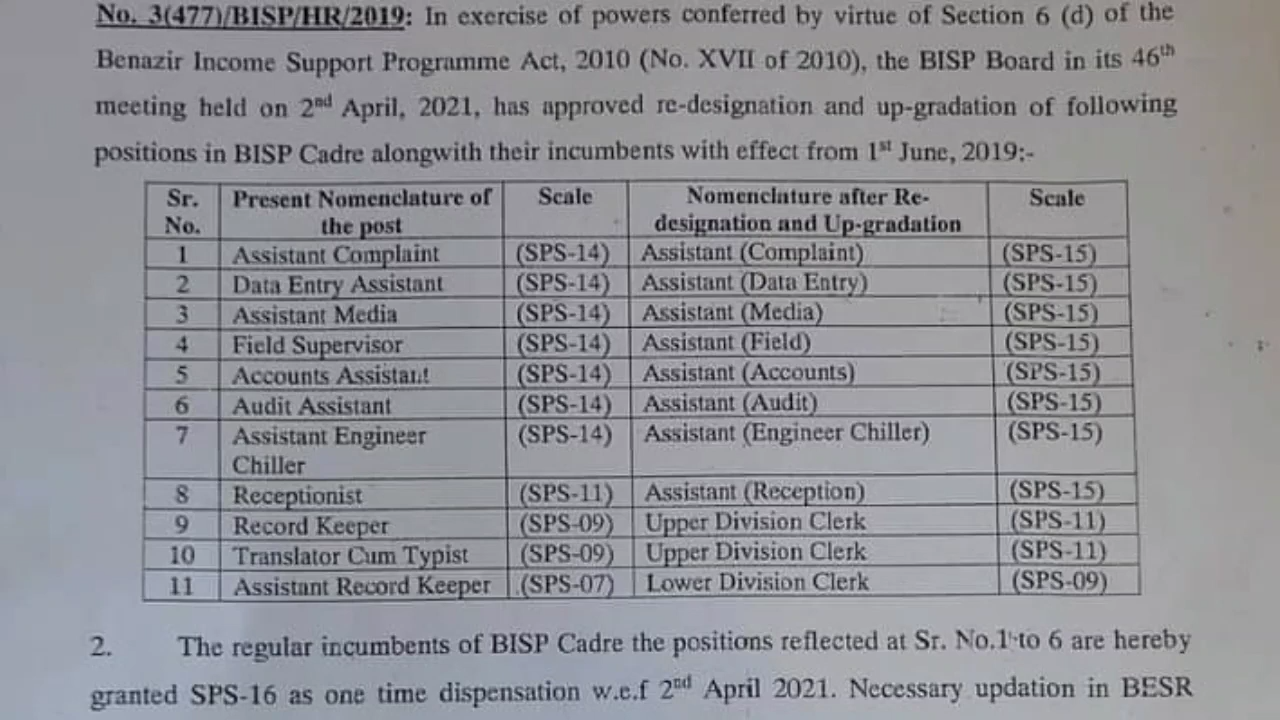 No. 3(477)/BISP/HR/2019: In exercise of powers conferred by virtue of Section 6 (d) of the
Benazir Income Support Programme Act, 2010 (No. XVII of 2010), the BISP Board in its 46th
meeting held on 2nd April, 2021, has approved re-designation and up-gradation of following
positions in BISP Cadre alongwith their incumbents with effect from 1st June, 2019:-
Sr. No. Present Nomenclature of the post Scale Nomenclature after Re-designation and Up-gradation Scale
1 Assistant Complaint (SPS-14) Assistant (Complaint) (SPS-15)
2 Data Entry Assistant (SPS-14) Assistant (Data Entry) (SPS-15)
3 Assistant Media (SPS-14) Assistant (Media) (SPS-15)
4 Field Supervisor (SPS-14) Assistant (Field) (SPS-15)
5 Accounts Assistant (SPS-14) Assistant (Accounts) (SPS-15)
6 Audit Assistant (SPS-14) Assistant (Audit) (SPS-15)
7 Assistant Engineer Chiller (SPS-14) Assistant (Engineer Chiller) (SPS-15)
8 Receptionist (SPS-11) Assistant (Reception) (SPS-15)
9 Record Keeper (SPS-09) Upper Division Clerk (SPS-11)
10 Translator Cum Typist (SPS-09) Upper Division Clerk (SPS-11)
11 Assistant Record Keeper (SPS-07) Lower Division Clerk (SPS-09)
2. The regular incumbents of BISP Cadre the positions reflected at Sr. No.1 to 6 are hereby
granted SPS-16 as one time dispensation w.e.f 2nd April 2021. Necessary updation in BESR